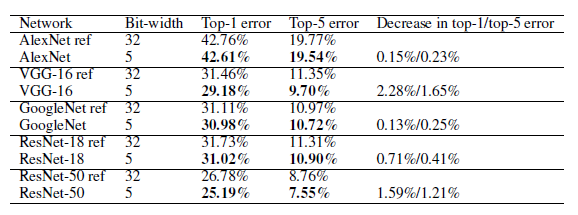 Network Bit-width Top-1 error Top-5 error Decrease in top-1/top-5 error
AlexNet ref 32 42.76% 19.77%
AlexNet 5 42.61% 19.54% 0.15%/0.23%
VGG-16 ref 32 31.46% 11.35%
VGG-16 5 29.18% 9.70% 2.28%/1.65%
GoogleNet ref 32 31.11% 10.97%
GoogleNet 5 30.98% 10.72% 0.13%/0.25%
ResNet-18 ref 32 31.73% 11.31%
ResNet-18 5 31.02% 10.90% 0.71%/0.41%
ResNet-50 ref 32 26.78% 8.76%
ResNet-50 5 25.19% 7.55% 1.59%/1.21%